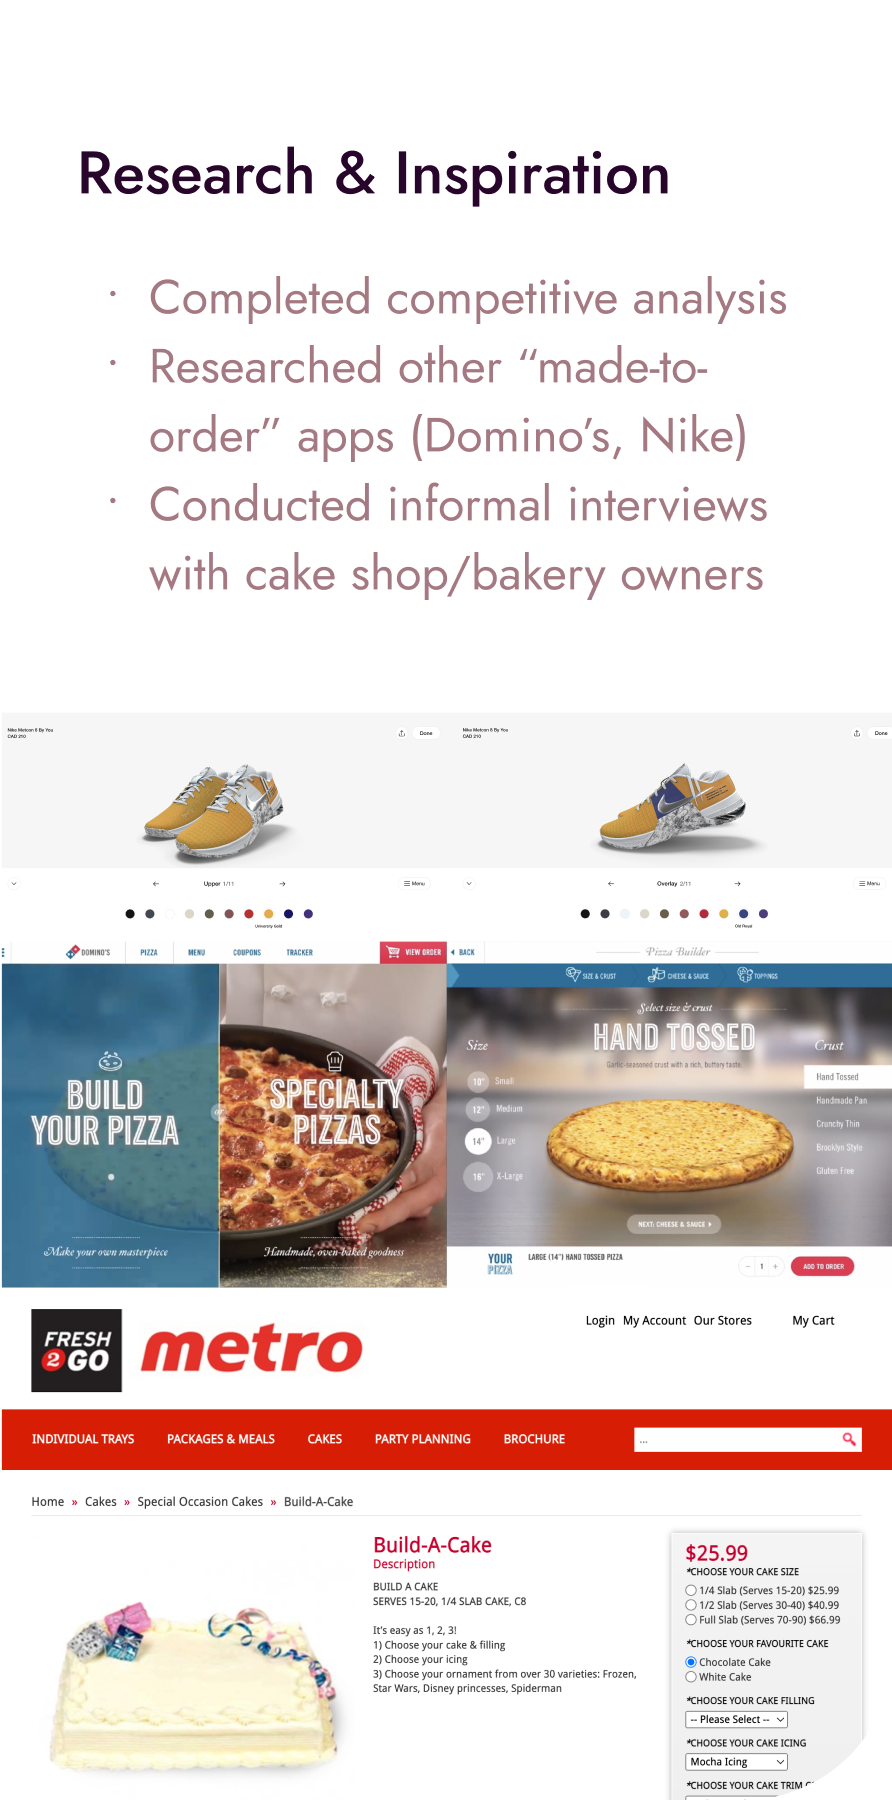 Research & Inspiration
· Completed competitive analysis
· Researched other “made-to-
order” apps (Domino’s, Nike)
· Conducted informal interviews
with cake shop/bakery owners
Nike Metcon 8 By You
CAD 210
Done
Upper 1/11
Menu
University Gold
Nike Metcon 8 By You
CAD 210
Done
Overlay 2/11
Menu
Old Royal
DOMINO'S PIZZA MENU COUPONS TRACKER VIEW ORDER
BUILD
YOUR PIZZA
Make your own masterpiece
or
SPECIALTY
PIZZAS
Handmade, oven-baked goodness
BACK
Pizza Builder
SIZE & CRUST CHEESE & SAUCE TOPPINGS
Select size & crust
HAND TOSSED
Garlic-seasoned crust with a rich, buttery taste.
Size
10" Small
12" Medium
14" Large
16" X-Large
Crust
Hand Tossed
Handmade Pan
Crunchy Thin
Brooklyn Style
Gluten Free
NEXT: CHEESE & SAUCE
YOUR
PIZZA
LARGE (14") HAND TOSSED PIZZA
− 1 +
ADD TO ORDER
FRESH
2 GO
metro
Login My Account Our Stores My Cart
INDIVIDUAL TRAYS PACKAGES & MEALS CAKES PARTY PLANNING BROCHURE
...
Home » Cakes » Special Occasion Cakes » Build-A-Cake
Build-A-Cake
Description
BUILD A CAKE
SERVES 15-20, 1/4 SLAB CAKE, C8
It's easy as 1, 2, 3!
1) Choose your cake & filling
2) Choose your icing
3) Choose your ornament from over 30 varieties: Frozen,
Star Wars, Disney princesses, Spiderman
$25.99
*CHOOSE YOUR CAKE SIZE
1/4 Slab (Serves 15-20) $25.99
1/2 Slab (Serves 30-40) $40.99
Full Slab (Serves 70-90) $66.99
*CHOOSE YOUR FAVOURITE CAKE
Chocolate Cake
White Cake
*CHOOSE YOUR CAKE FILLING
-- Please Select --
*CHOOSE YOUR CAKE ICING
Mocha Icing
*CHOOSE YOUR CAKE TRIM